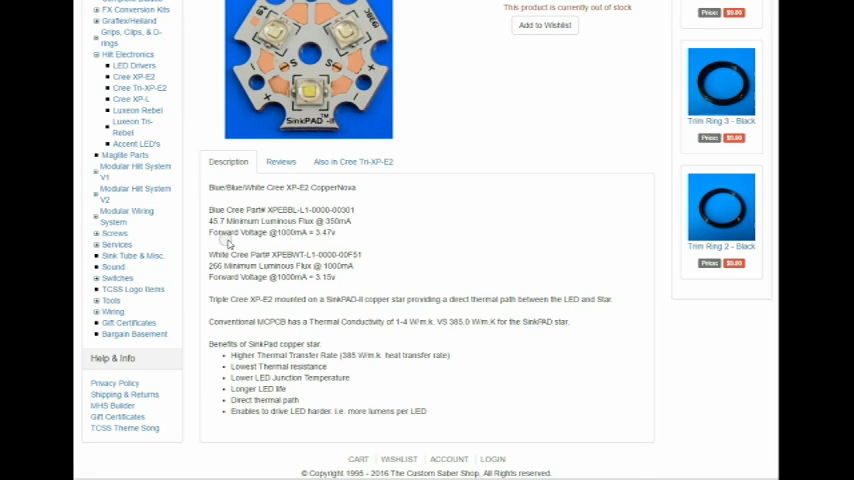 FX Conversion Kits
Graflex/Heiland
Grips, Clips, & D-
rings
Hilt Electronics
LED Drivers
Cree XP-E2
Cree Tri-XP-E2
Cree XP-L
Luxeon Rebel
Luxeon Tri-
Rebel
Accent LED's
Maglite Parts
Modular Hilt System
V1
Modular Hilt System
V2
Modular Wiring
System
Screws
Services
Sink Tube & Misc.
Sound
Switches
TCSS Logo Items
Tools
Wiring
Gift Certificates
Bargain Basement
Help & Info
Privacy Policy
Shipping & Returns
MHS Builder
Gift Certificates
TCSS Theme Song
SinkPAD™-II
This product is currently out of stock
Add to Wishlist
Description
Reviews
Also in Cree Tri-XP-E2
Blue/Blue/White Cree XP-E2 CopperNova
Blue Cree Part# XPEBBL-L1-0000-00301
45.7 Minimum Luminous Flux @ 350mA
Forward Voltage @1000mA = 3.47v
White Cree Part# XPEBWT-L1-0000-00F51
266 Minimum Luminous Flux @ 1000mA
Forward Voltage @1000mA = 3.15v
Triple Cree XP-E2 mounted on a SinkPAD-II copper star providing a direct thermal path between the LED and Star.
Conventional MCPCB has a Thermal Conductivity of 1-4 W/m.k. VS 385.0 W/m.K for the SinkPAD star.
Benefits of SinkPad copper star.
Higher Thermal Transfer Rate (385 W/m.k. heat transfer rate)
Lowest Thermal resistance
Lower LED Junction Temperature
Longer LED life
Direct thermal path
Enables to drive LED harder. i.e. more lumens per LED
Price: $9.00
Trim Ring 3 - Black
Price: $9.00
Trim Ring 2 - Black
Price: $9.00
CART WISHLIST ACCOUNT LOGIN
© Copyright 1995 - 2016 The Custom Saber Shop, All Rights reserved.